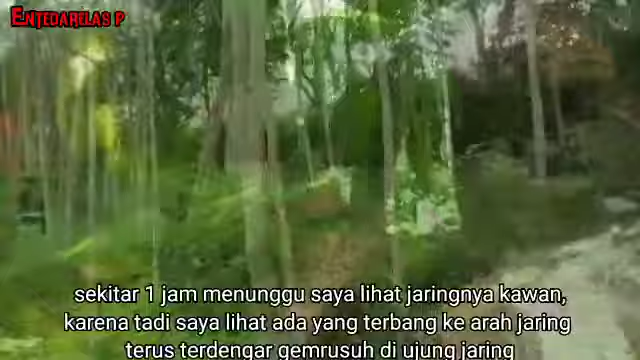 ENTEDARELAS P
sekitar 1 jam menunggu saya lihat jaringnya kawan,
karena tadi saya lihat ada yang terbang ke arah jaring
terus terdengar gemrusuh di ujung jaring